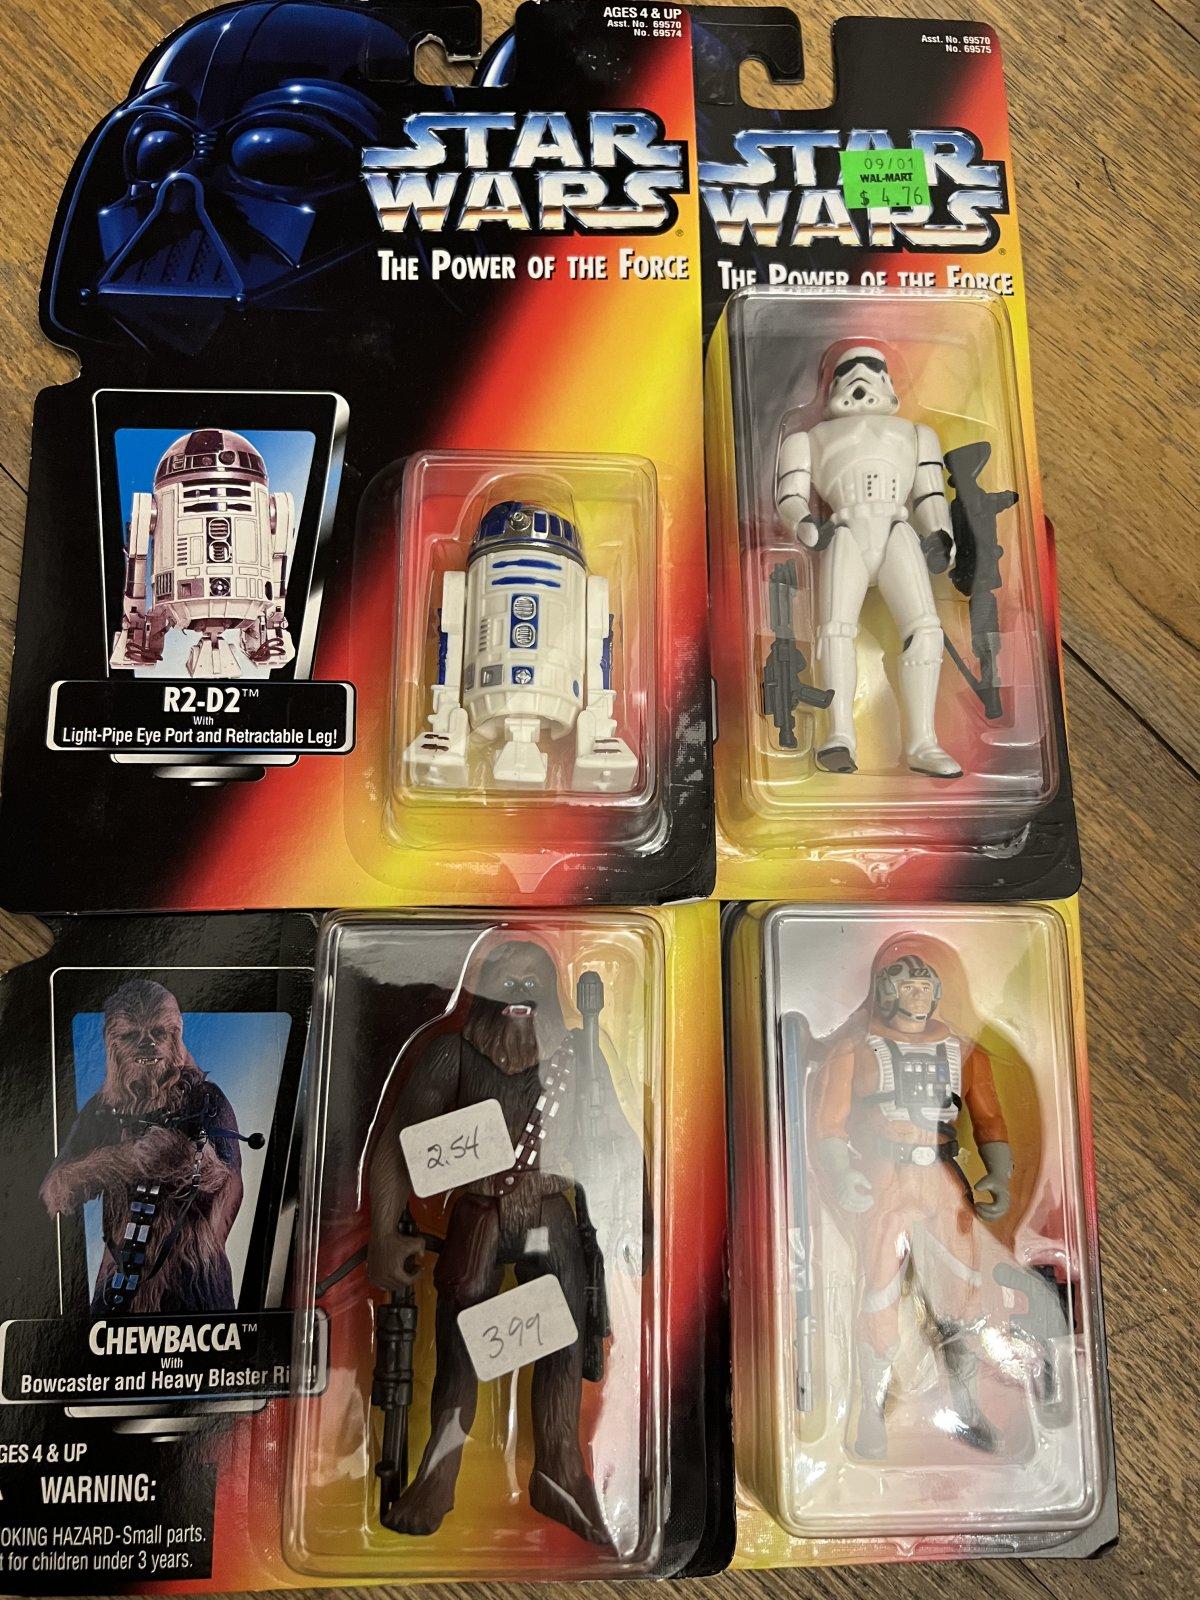 AGES 4 & UP
Asst. No. 69570
No. 69574
STAR
WARS®
THE POWER OF THE FORCE
R2-D2™
With
Light-Pipe Eye Port and Retractable Leg!
Asst. No. 69570
No. 69575
STAR
WARS®
09/01
WAL-MART
$ 4.76
THE POWER OF THE FORCE
CHEWBACCA™
With
Bowcaster and Heavy Blaster Ri le!
GES 4 & UP
WARNING:
OKING HAZARD-Small parts.
t for children under 3 years.
2.54
3.99